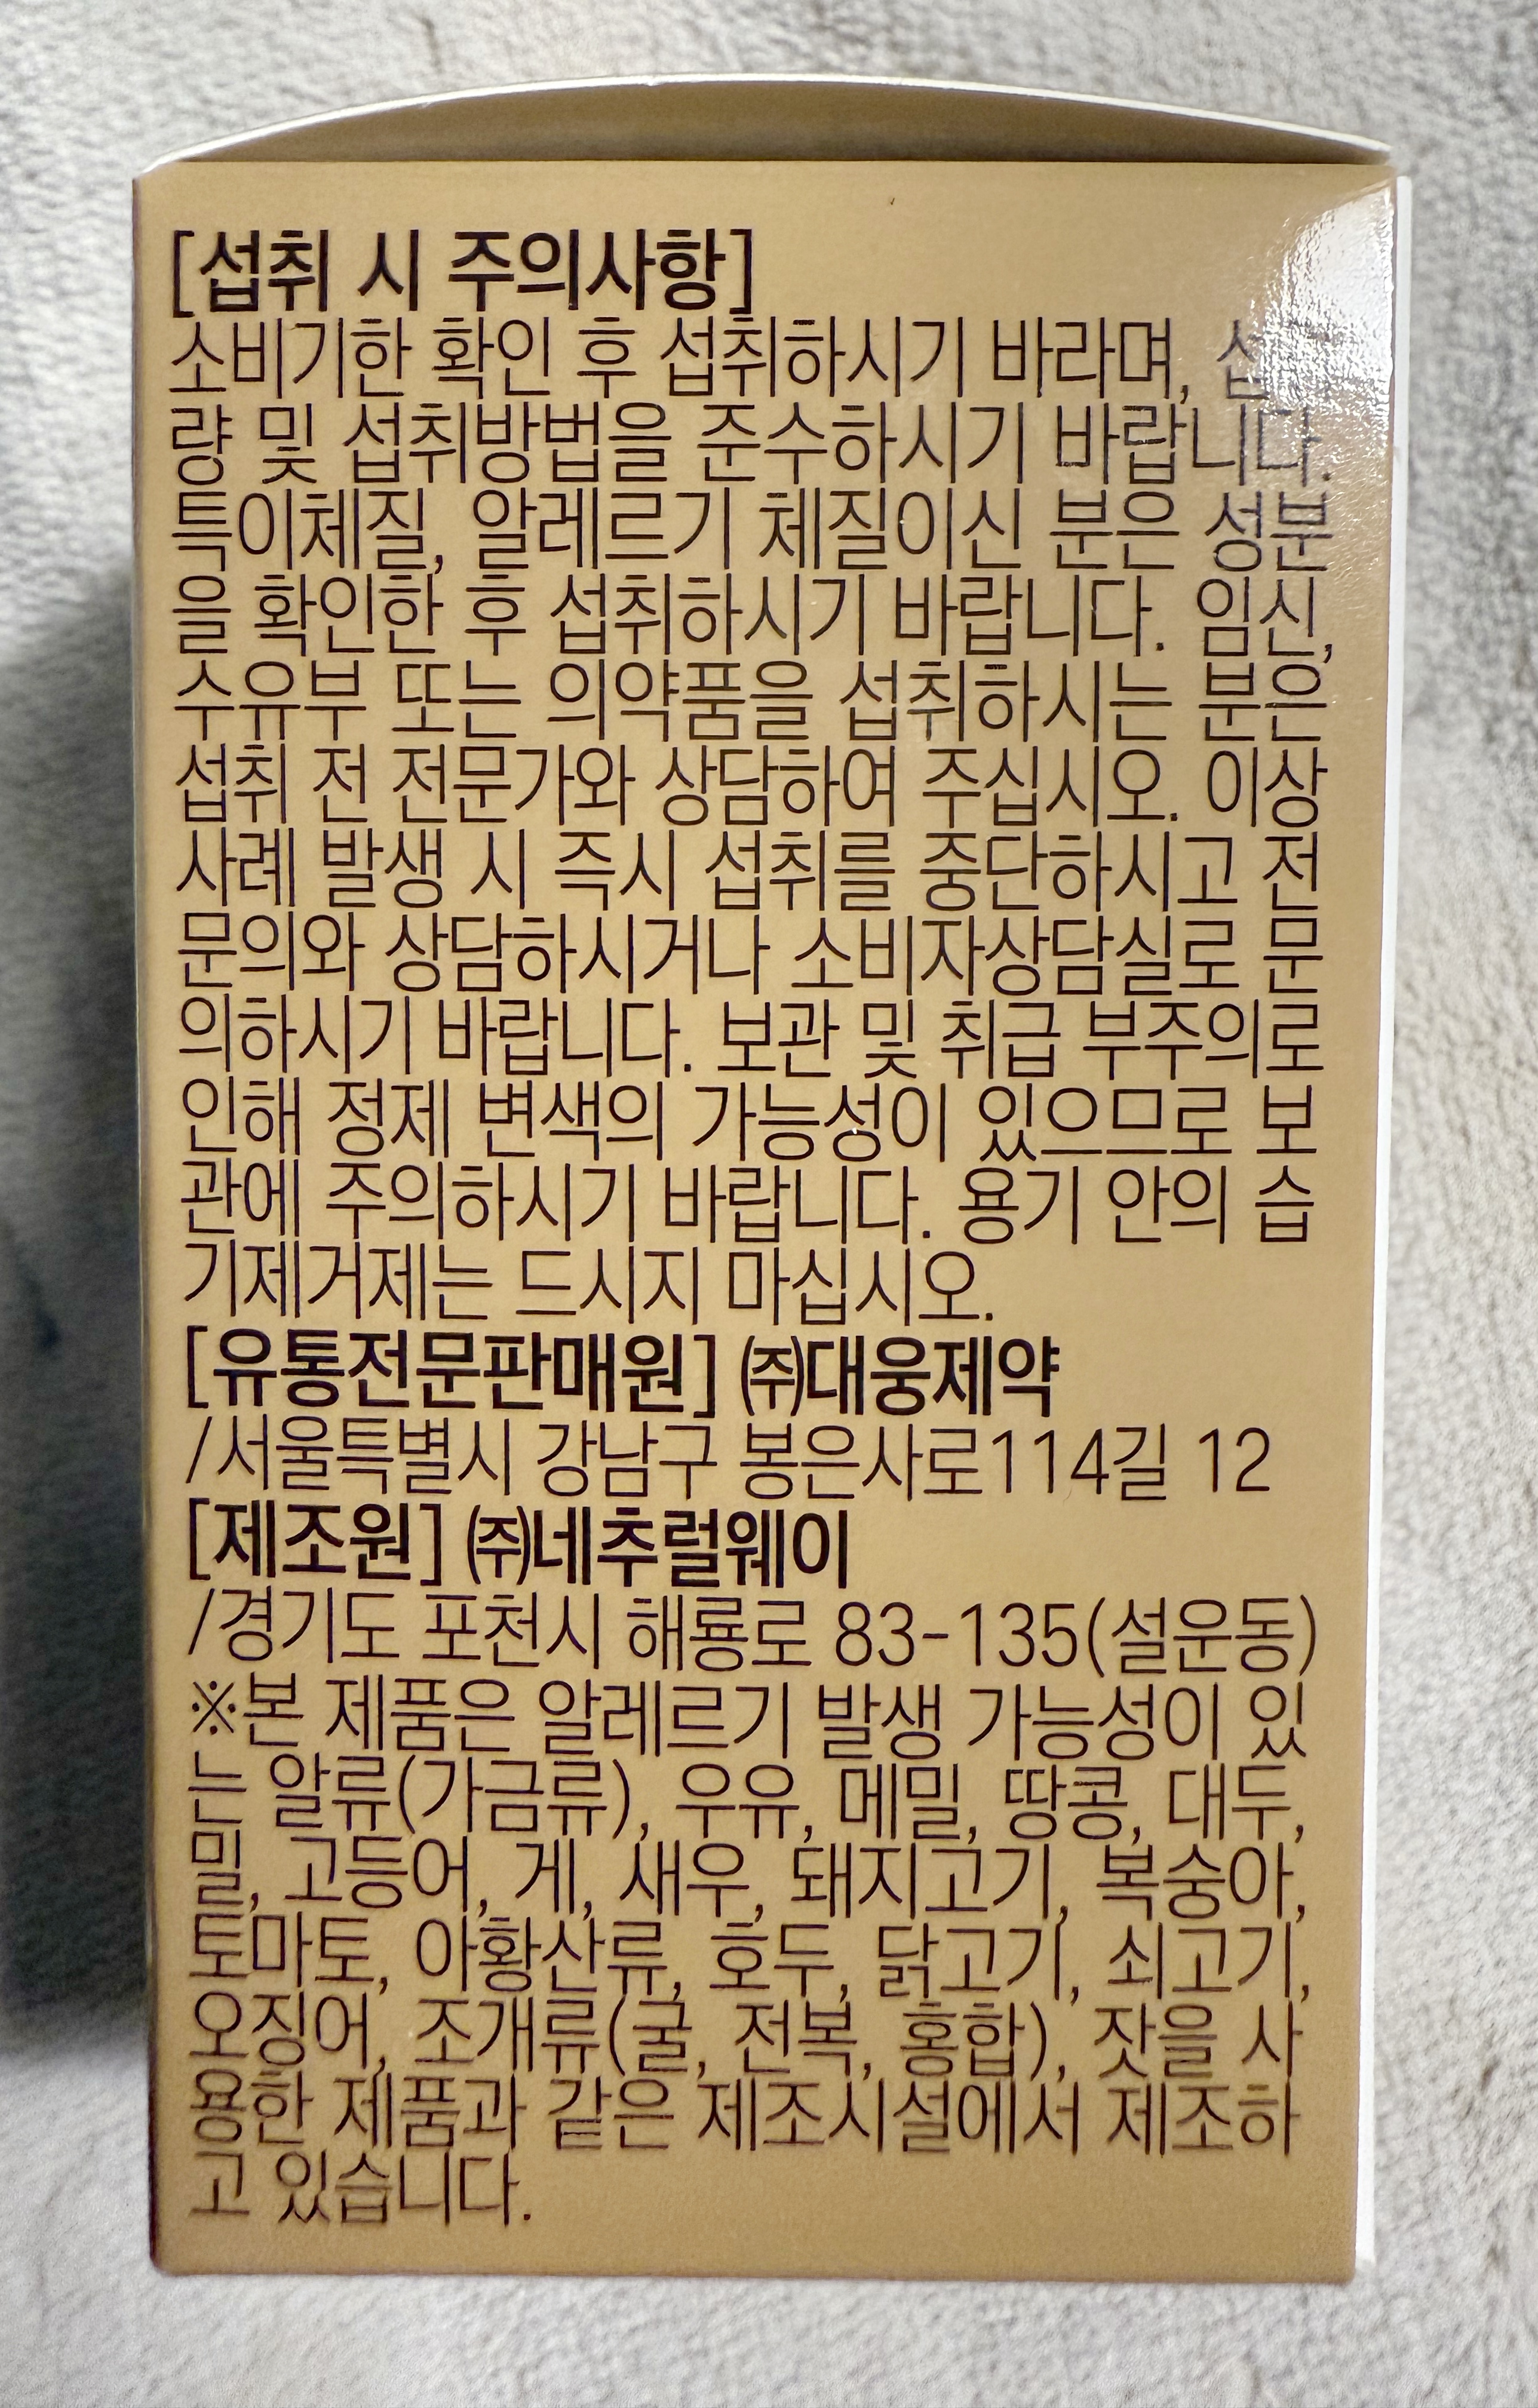 [섭취 시 주의사항]
소비기한 확인 후 섭취하시기 바라며,
량 및 섭취방법을 준수하시기 바랍니다.
특이체질, 알레르기 체질이신 분은 성분
을 확인한 후 섭취하시기 바랍니다. 임신,
수유부 또는 의약품을 섭취하시는 분은
섭취 전 전문가와 상담하여 주십시오. 이상
사례 발생 시 즉시 섭취를 중단하시고 전
문의와 상담하시거나 소비자상담실로 문
의하시기 바랍니다. 보관 및 취급 부주의로
인해 정제 변색의 가능성이 있으므로 보
관에 주의하시기 바랍니다. 용기 안의 습
기제거제는 드시지 마십시오.
[유통전문판매원] ㈜대웅제약
/서울특별시 강남구 봉은사로114길 12
[제조원] ㈜네추럴웨이
/경기도 포천시 해룡로 83-135(설운동)
※본 제품은 알레르기 발생 가능성이 있
는 알류(가금류), 우유, 메밀, 땅콩, 대두,
밀, 고등어, 게, 새우, 돼지고기, 복숭아,
토마토, 아황산류, 호두, 닭고기, 쇠고기,
오징어, 조개류(굴, 전복, 홍합), 잣을 사
용한 제품과 같은 제조시설에서 제조하
고 있습니다.